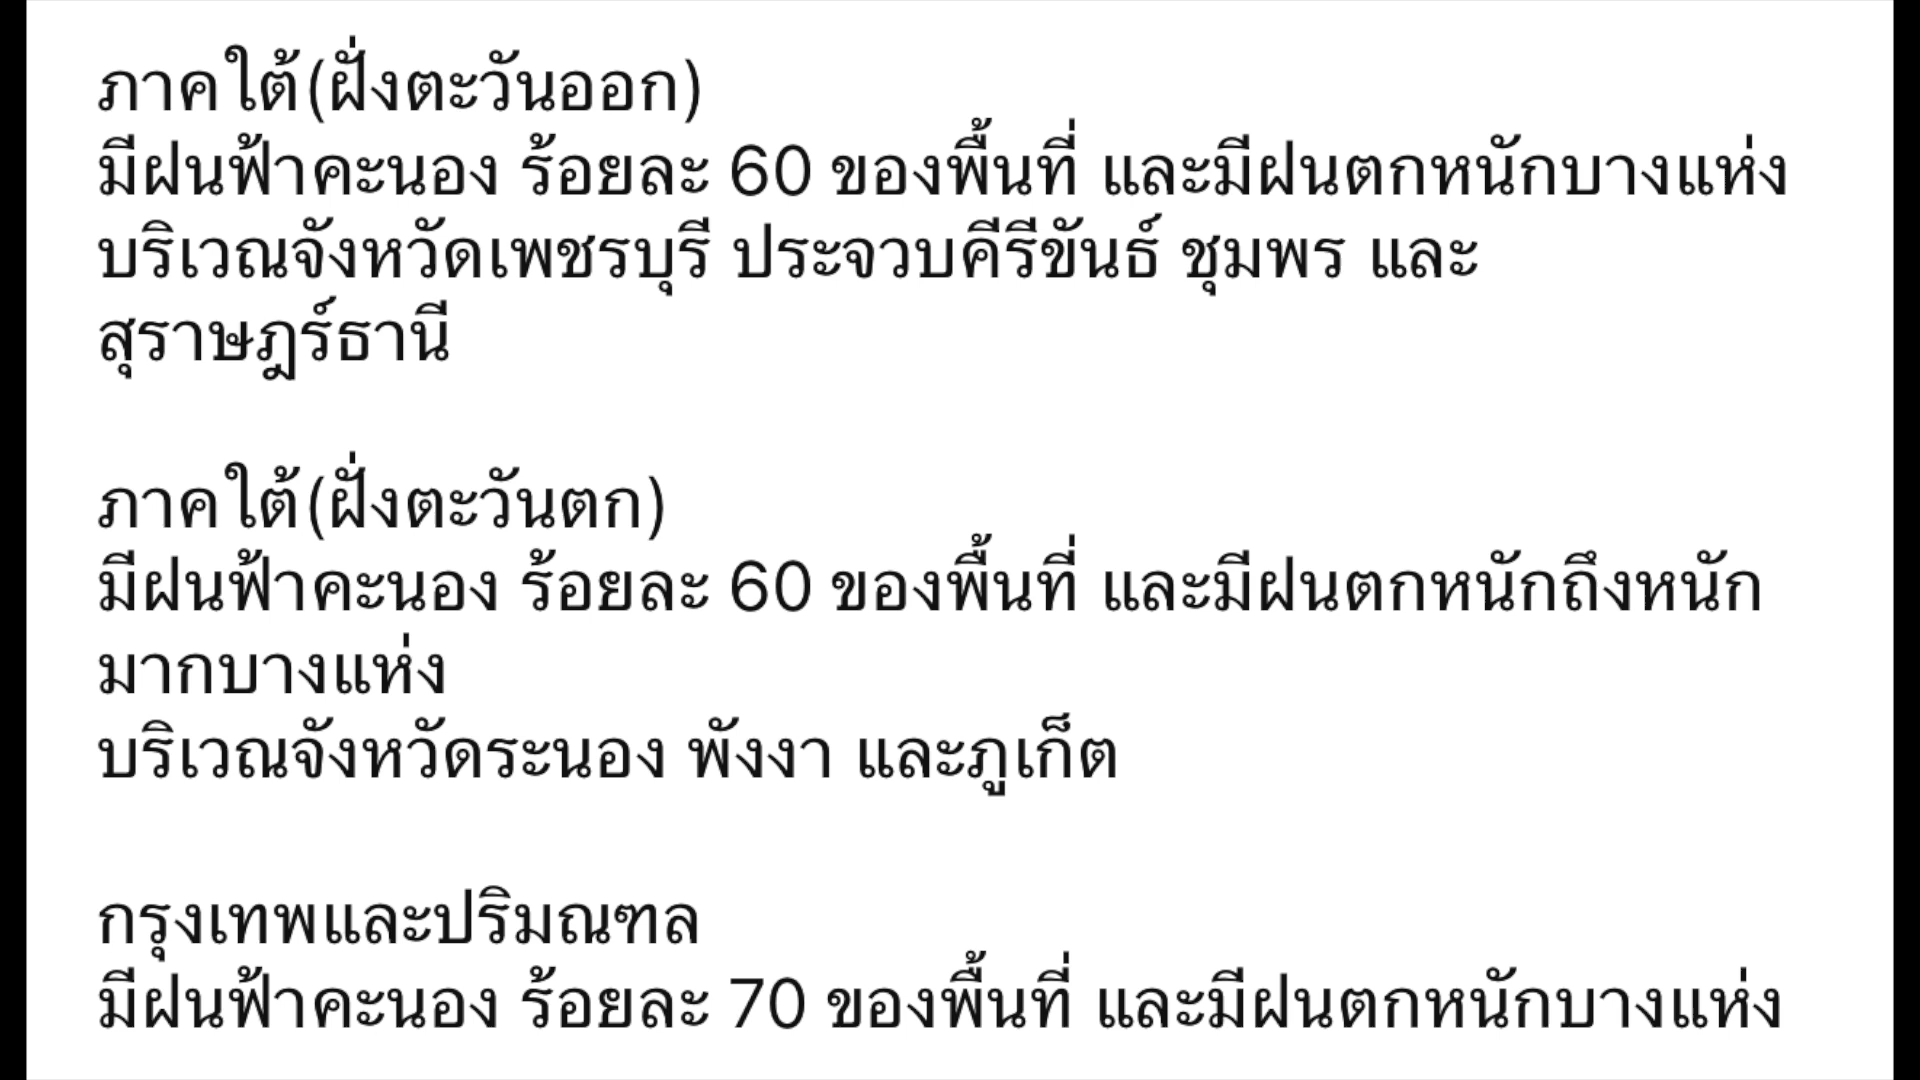 ภาคใต้(ฝั่งตะวันออก)
มีฝนฟ้าคะนอง ร้อยละ 60 ของพื้นที่ และมีฝนตกหนักบางแห่ง
บริเวณจังหวัดเพชรบุรี ประจวบคีรีขันธ์ ชุมพร และ
สุราษฎร์ธานี
ภาคใต้(ฝั่งตะวันตก)
มีฝนฟ้าคะนอง ร้อยละ 60 ของพื้นที่ และมีฝนตกหนักถึงหนัก
มากบางแห่ง
บริเวณจังหวัดระนอง พังงา และภูเก็ต
กรุงเทพและปริมณฑล
มีฝนฟ้าคะนอง ร้อยละ 70 ของพื้นที่ และมีฝนตกหนักบางแห่ง